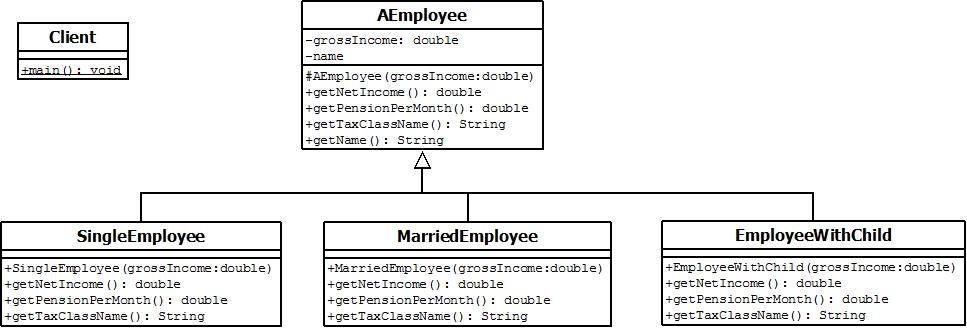 Client
+main(): void
AEmployee
-grossIncome: double
-name
#AEmployee(grossIncome:double)
+getNetIncome(): double
+getPensionPerMonth(): double
+getTaxClassName(): String
+getName(): String
SingleEmployee
+SingleEmployee(grossIncome:double)
+getNetIncome(): double
+getPensionPerMonth(): double
+getTaxClassName(): String
MarriedEmployee
+MarriedEmployee(grossIncome:double)
+getNetIncome(): double
+getPensionPerMonth(): double
+getTaxClassName(): String
EmployeeWithChild
+EmployeeWithChild(grossIncome:double)
+getNetIncome(): double
+getPensionPerMonth(): double
+getTaxClassName(): String